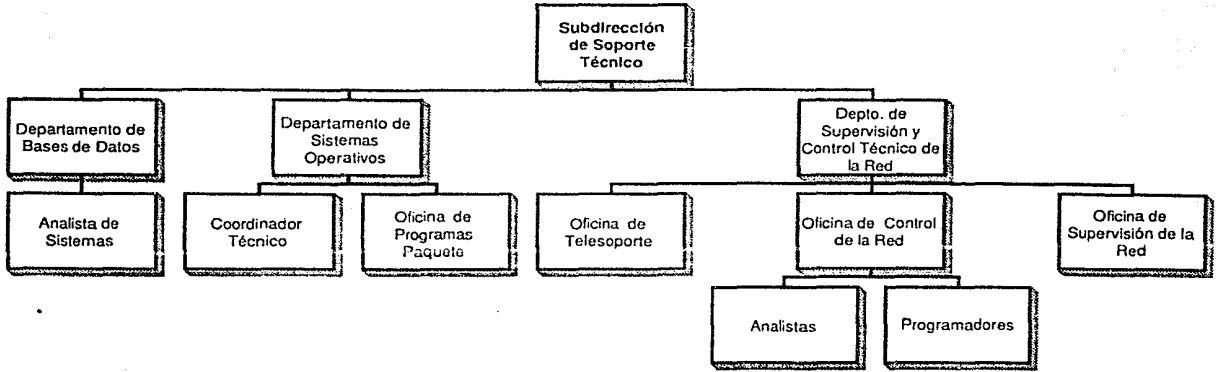 Subdirección
de Soporte
Técnico
Departamento de
Bases de Datos
Departamento de
Sistemas
Operativos
Depto. de
Supervisión y
Control Técnico de
la Red
Analista de
Sistemas
Coordinador
Técnico
Oficina de
Programas
Paquete
Oficina de
Telesoporte
Oficina de Control
de la Red
Oficina de
Supervisión de la
Red
Analistas
Programadores